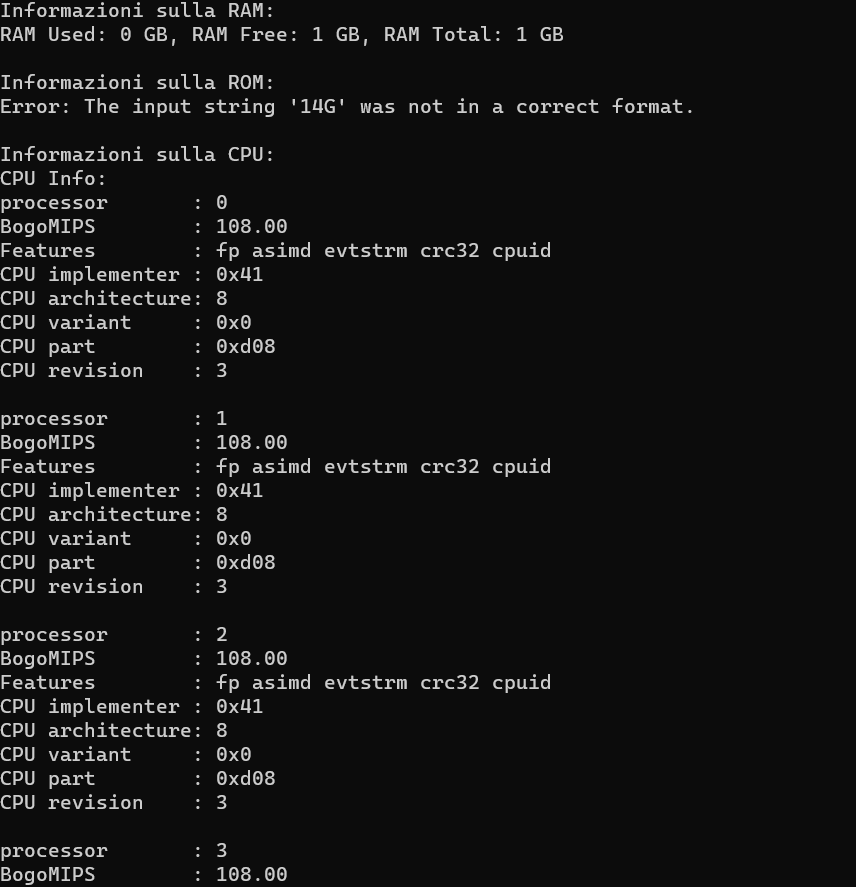 Informazioni sulla RAM:
RAM Used: 0 GB, RAM Free: 1 GB, RAM Total: 1 GB
Informazioni sulla ROM:
Error: The input string '14G' was not in a correct format.
Informazioni sulla CPU:
CPU Info:
processor       : 0
BogoMIPS        : 108.00
Features        : fp asimd evtstrm crc32 cpuid
CPU implementer : 0x41
CPU architecture: 8
CPU variant     : 0x0
CPU part        : 0xd08
CPU revision    : 3
processor       : 1
BogoMIPS        : 108.00
Features        : fp asimd evtstrm crc32 cpuid
CPU implementer : 0x41
CPU architecture: 8
CPU variant     : 0x0
CPU part        : 0xd08
CPU revision    : 3
processor       : 2
BogoMIPS        : 108.00
Features        : fp asimd evtstrm crc32 cpuid
CPU implementer : 0x41
CPU architecture: 8
CPU variant     : 0x0
CPU part        : 0xd08
CPU revision    : 3
processor       : 3
BogoMIPS        : 108.00